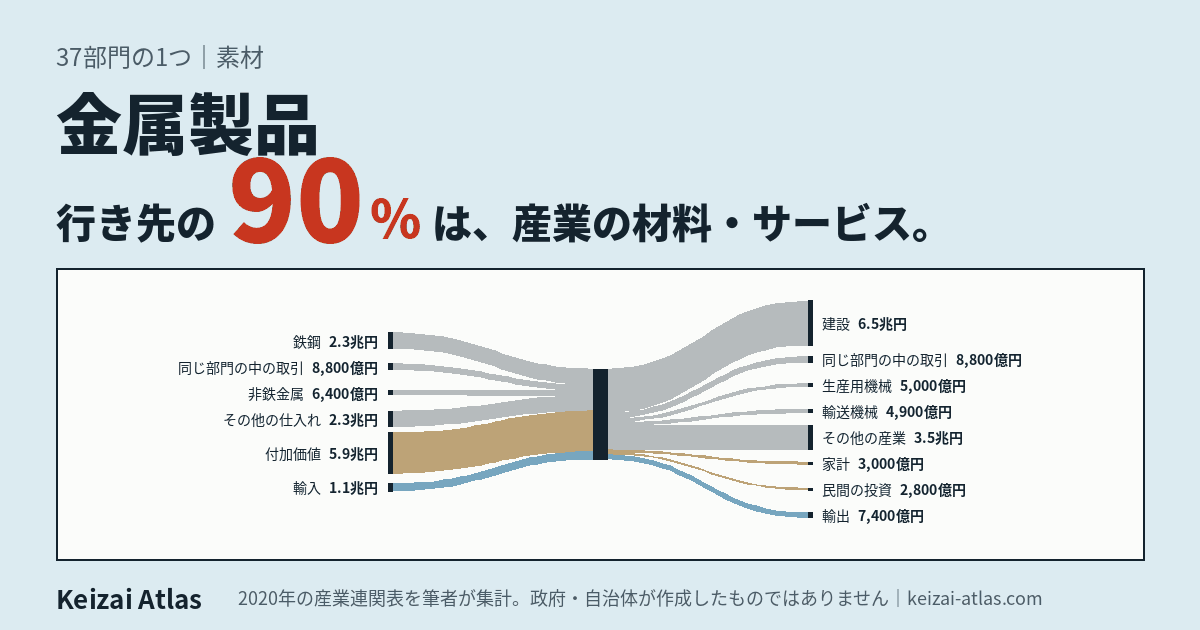 37部門の1つ｜素材
金属製品
行き先の 90% は、産業の材料・サービス。
鉄鋼 2.3兆円
同じ部門の中の取引 8,800億円
非鉄金属 6,400億円
その他の仕入れ 2.3兆円
付加価値 5.9兆円
輸入 1.1兆円
建設 6.5兆円
同じ部門の中の取引 8,800億円
生産用機械 5,000億円
輸送機械 4,900億円
その他の産業 3.5兆円
家計 3,000億円
民間の投資 2,800億円
輸出 7,400億円
Keizai Atlas 2020年の産業連関表を筆者が集計。政府・自治体が作成したものではありません｜keizai-atlas.com